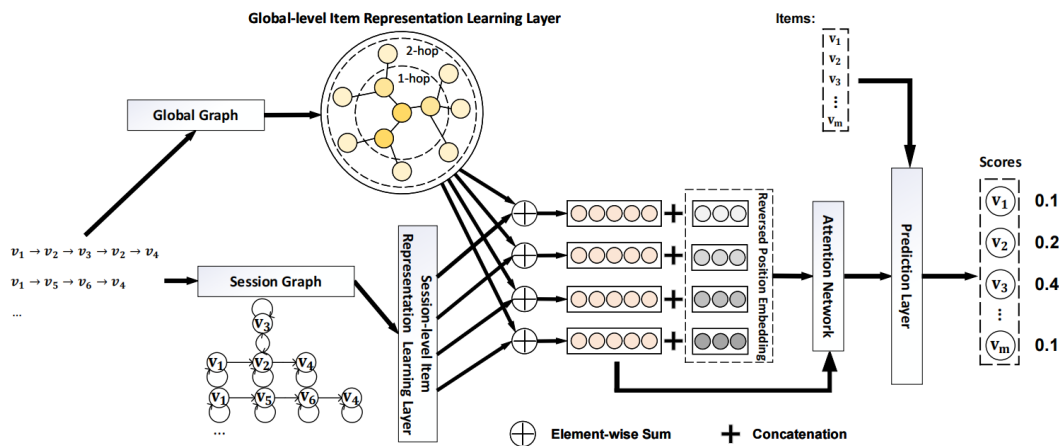 Global-level Item Representation Learning Layer
Items:
2-hop
1-hop
v1
v2
v3
...
vm
Global Graph
v1 → v2 → v3 → v2 → v4
v1 → v5 → v6 → v4
...
Session Graph
v3
v1 v2 v4
v1 v5 v6 v4
...
Session-level Item
Representation Learning Layer
+
+
+
+
Reversed Position Embedding
Attention Network
Prediction Layer
Scores
v1 0.1
v2 0.2
v3 0.4
...
vm 0.1
Element-wise Sum
+ Concatenation